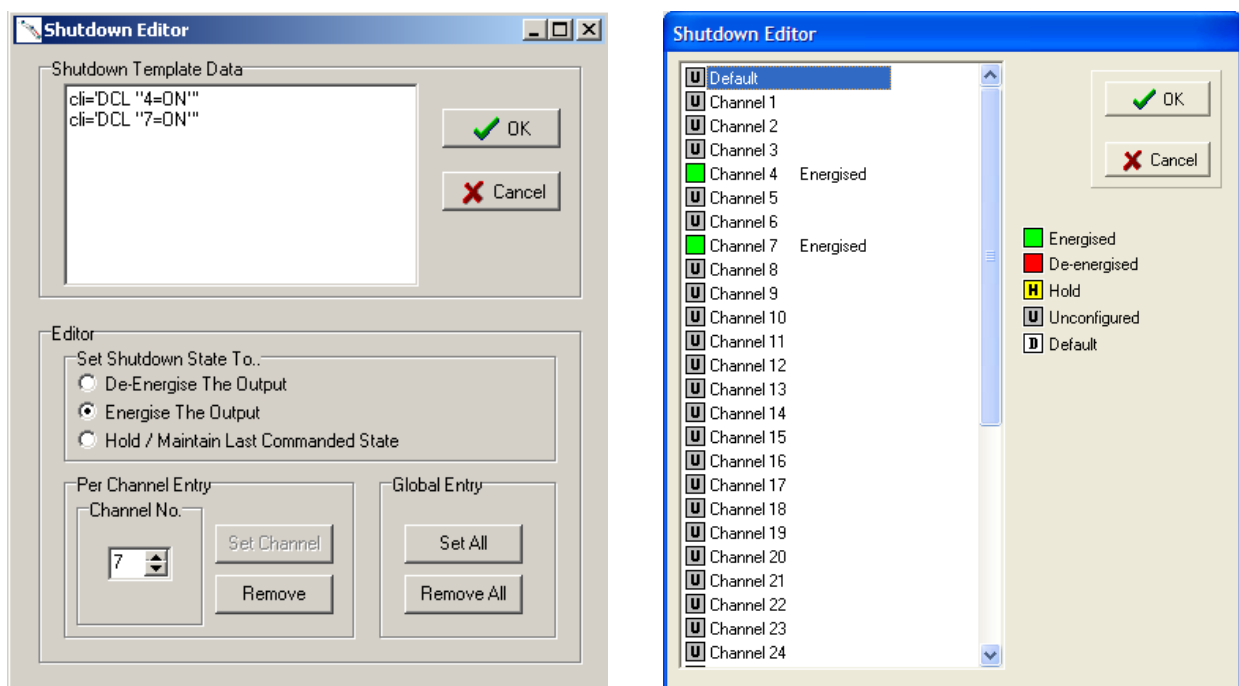 Shutdown Editor
Shutdown Template Data
cli='DCL "4=ON"'
cli='DCL "7=ON"'
OK
Cancel
Editor
Set Shutdown State To..
De-Energise The Output
Energise The Output
Hold / Maintain Last Commanded State
Per Channel Entry
Channel No.
7
Set Channel
Remove
Global Entry
Set All
Remove All
Shutdown Editor
U Default
U Channel 1
U Channel 2
U Channel 3
Channel 4 Energised
U Channel 5
U Channel 6
Channel 7 Energised
U Channel 8
U Channel 9
U Channel 10
U Channel 11
U Channel 12
U Channel 13
U Channel 14
U Channel 15
U Channel 16
U Channel 17
U Channel 18
U Channel 19
U Channel 20
U Channel 21
U Channel 22
U Channel 23
U Channel 24
OK
Cancel
Energised
De-energised
H Hold
U Unconfigured
D Default